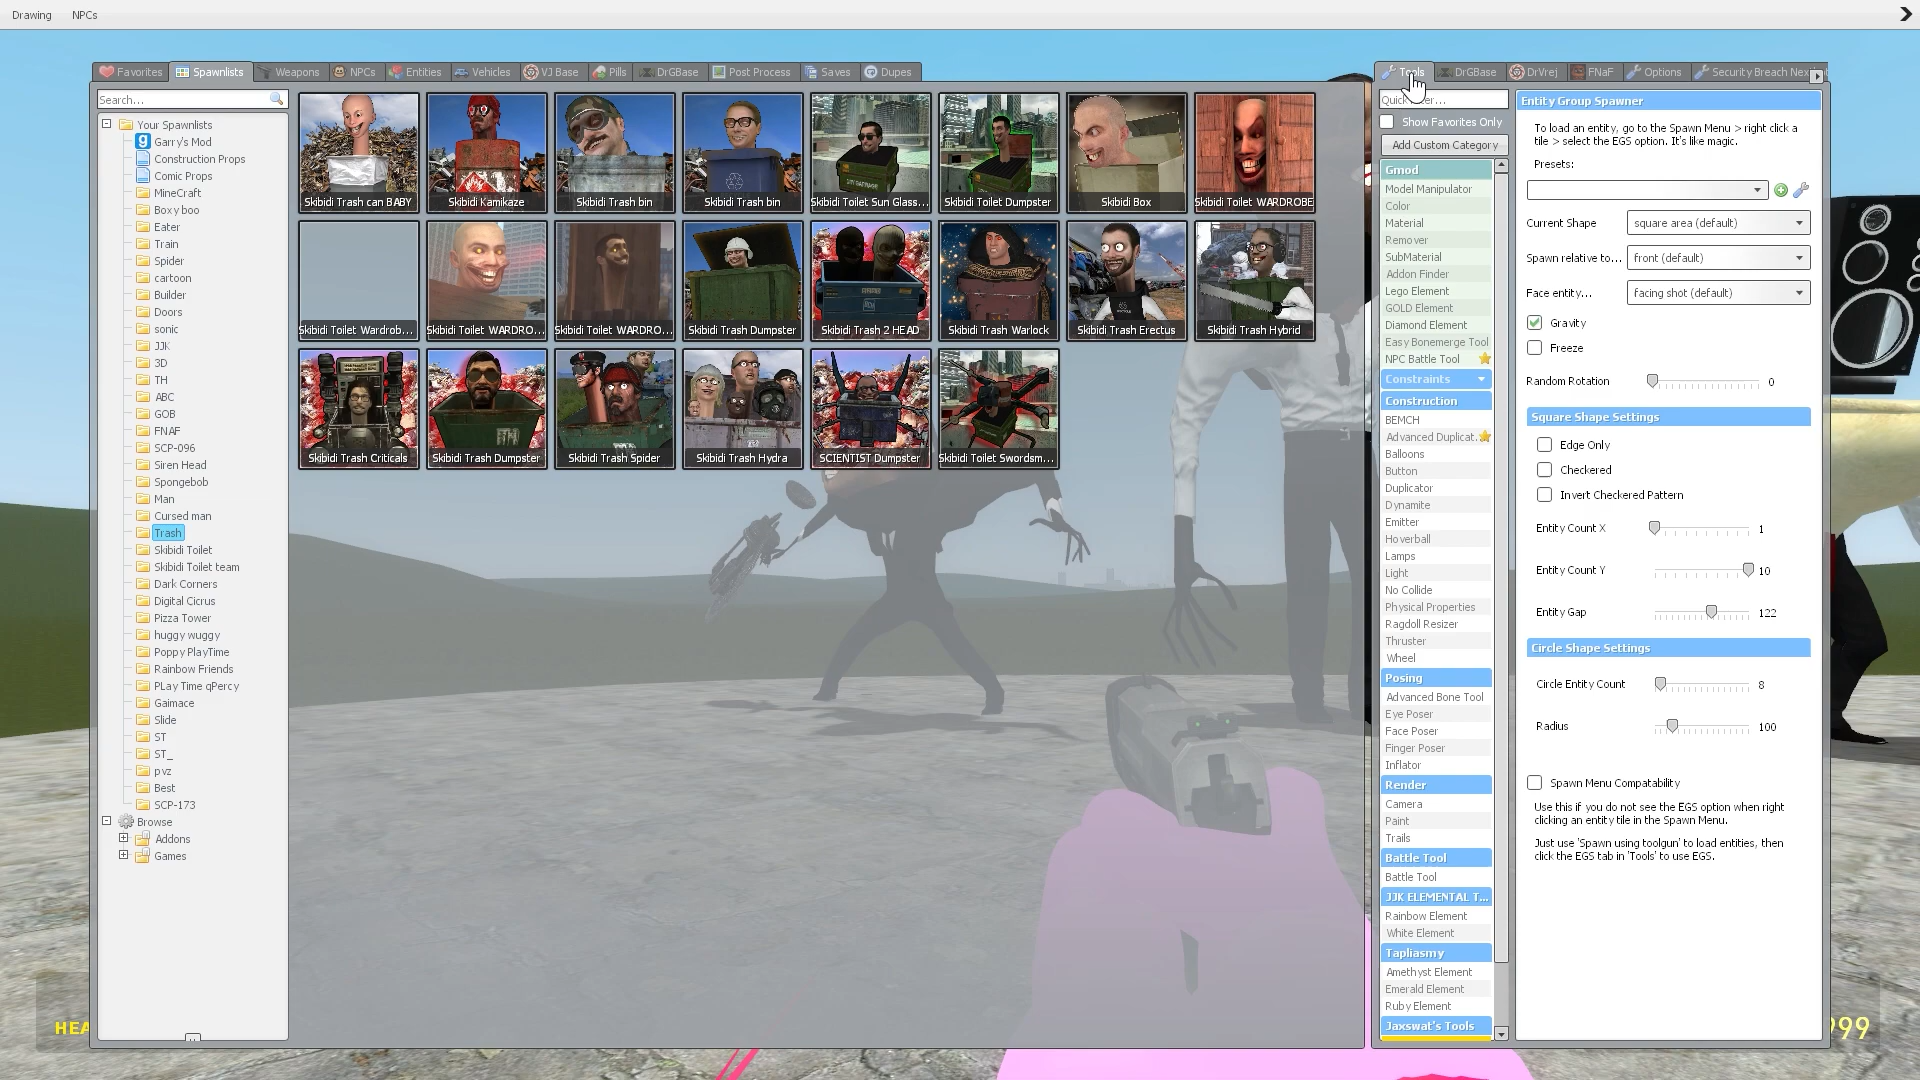 Drawing
NPCs
Favorites
Spawnlists
Weapons
NPCs
Entities
Vehicles
VJ Base
Pills
DrGBase
Post Process
Saves
Dupes
Search...
Your Spawnlists
Garry's Mod
Construction Props
Comic Props
MineCraft
Boxy boo
Eater
Train
Spider
cartoon
Builder
Doors
sonic
JJK
3D
TH
ABC
GOB
FNAF
SCP-096
Siren Head
Spongebob
Man
Cursed man
Trash
Skibidi Toilet
Skibidi Toilet team
Dark Corners
Digital Cicrus
Pizza Tower
huggy wuggy
Poppy PlayTime
Rainbow Friends
PLay Time qPercy
Gaimace
Slide
ST
ST_
pvz
Best
SCP-173
Browse
Addons
Games
Skibidi Trash can BABY
Skibidi Kamikaze
Skibidi Trash bin
Skibidi Trash bin
Skibidi Toilet Sun Glass...
Skibidi Toilet Dumpster
Skibidi Box
Skibidi Toilet WARDROBE
Skibidi Toilet Wardrob...
Skibidi Toilet WARDRO...
Skibidi Toilet WARDRO...
Skibidi Trash Dumpster
Skibidi Trash 2 HEAD
Skibidi Trash Warlock
Skibidi Trash Erectus
Skibidi Trash Hybrid
Skibidi Trash Criticals
Skibidi Trash Dumpster
Skibidi Trash Spider
Skibidi Trash Hydra
SCIENTIST Dumpster
Skibidi Toilet Swordsm...
HEA
999
Tools
DrGBase
DrVrej
FNaF
Options
Security Breach Nex
Show Favorites Only
Add Custom Category
Gmod
Model Manipulator
Color
Material
Remover
SubMaterial
Addon Finder
Lego Element
GOLD Element
Diamond Element
Easy Bonemerge Tool
NPC Battle Tool
Constraints
Construction
BEMCH
Advanced Duplicat...
Balloons
Button
Duplicator
Dynamite
Emitter
Hoverball
Lamps
Light
No Collide
Physical Properties
Ragdoll Resizer
Thruster
Wheel
Posing
Advanced Bone Tool
Eye Poser
Face Poser
Finger Poser
Inflator
Render
Camera
Paint
Trails
Battle Tool
Battle Tool
JJK ELEMENTAL T...
Rainbow Element
White Element
Tapliasmy
Amethyst Element
Emerald Element
Ruby Element
Jaxswat's Tools
Entity Group Spawner
To load an entity, go to the Spawn Menu > right click a
tile > select the EGS option. It's like magic.
Presets:
Current Shape
square area (default)
Spawn relative to...
front (default)
Face entity...
facing shot (default)
Gravity
Freeze
Random Rotation
0
Square Shape Settings
Edge Only
Checkered
Invert Checkered Pattern
Entity Count X
1
Entity Count Y
10
Entity Gap
122
Circle Shape Settings
Circle Entity Count
8
Radius
100
Spawn Menu Compatability
Use this if you do not see the EGS option when right
clicking an entity tile in the Spawn Menu.
Just use 'Spawn using toolgun' to load entities, then
click the EGS tab in 'Tools' to use EGS.